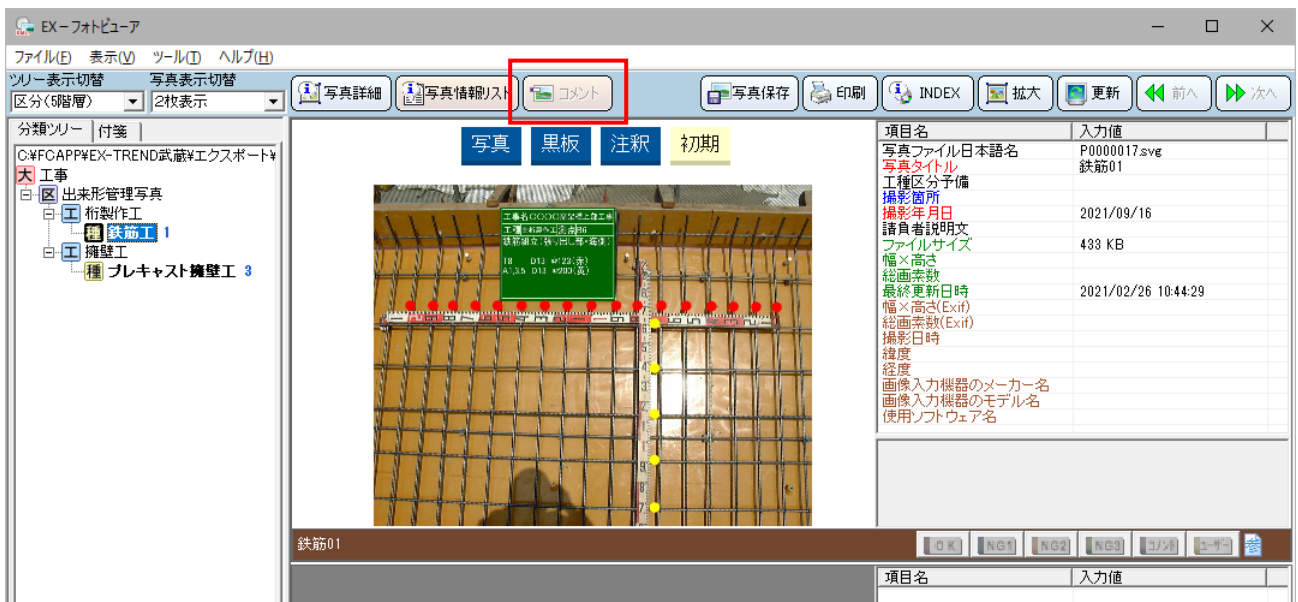 EX-フォトビューア
ファイル(F) 表示(V) ツール(T) ヘルプ(H)
ツリー表示切替 写真表示切替
区分(5階層) 2枚表示 写真詳細 写真情報リスト コメント 写真保存 印刷 INDEX 拡大 更新 前へ 次へ
分類ツリー 付箋
C:¥FCAPP¥EX-TREND武蔵¥エクスポート¥
大 工事
区 出来形管理写真
工 桁製作工
種 鉄筋工 1
工 擁壁工
種 プレキャスト擁壁工 3
写真 黒板 注釈 初期
T8 D13 @123(赤)
A1,3,5 D13 @200(黄)
鉄筋01
OK NG1 NG2 NG3 コメント ユーザー 参
項目名 入力値
写真ファイル日本語名 P0000017.svg
写真タイトル 鉄筋01
工種区分予備
撮影箇所
撮影年月日 2021/09/16
請負者説明文
ファイルサイズ 433 KB
幅×高さ
総画素数
最終更新日時 2021/02/26 10:44:29
幅×高さ(Exif)
総画素数(Exif)
撮影日時
緯度
経度
画像入力機器のメーカー名
画像入力機器のモデル名
使用ソフトウェア名
項目名 入力値